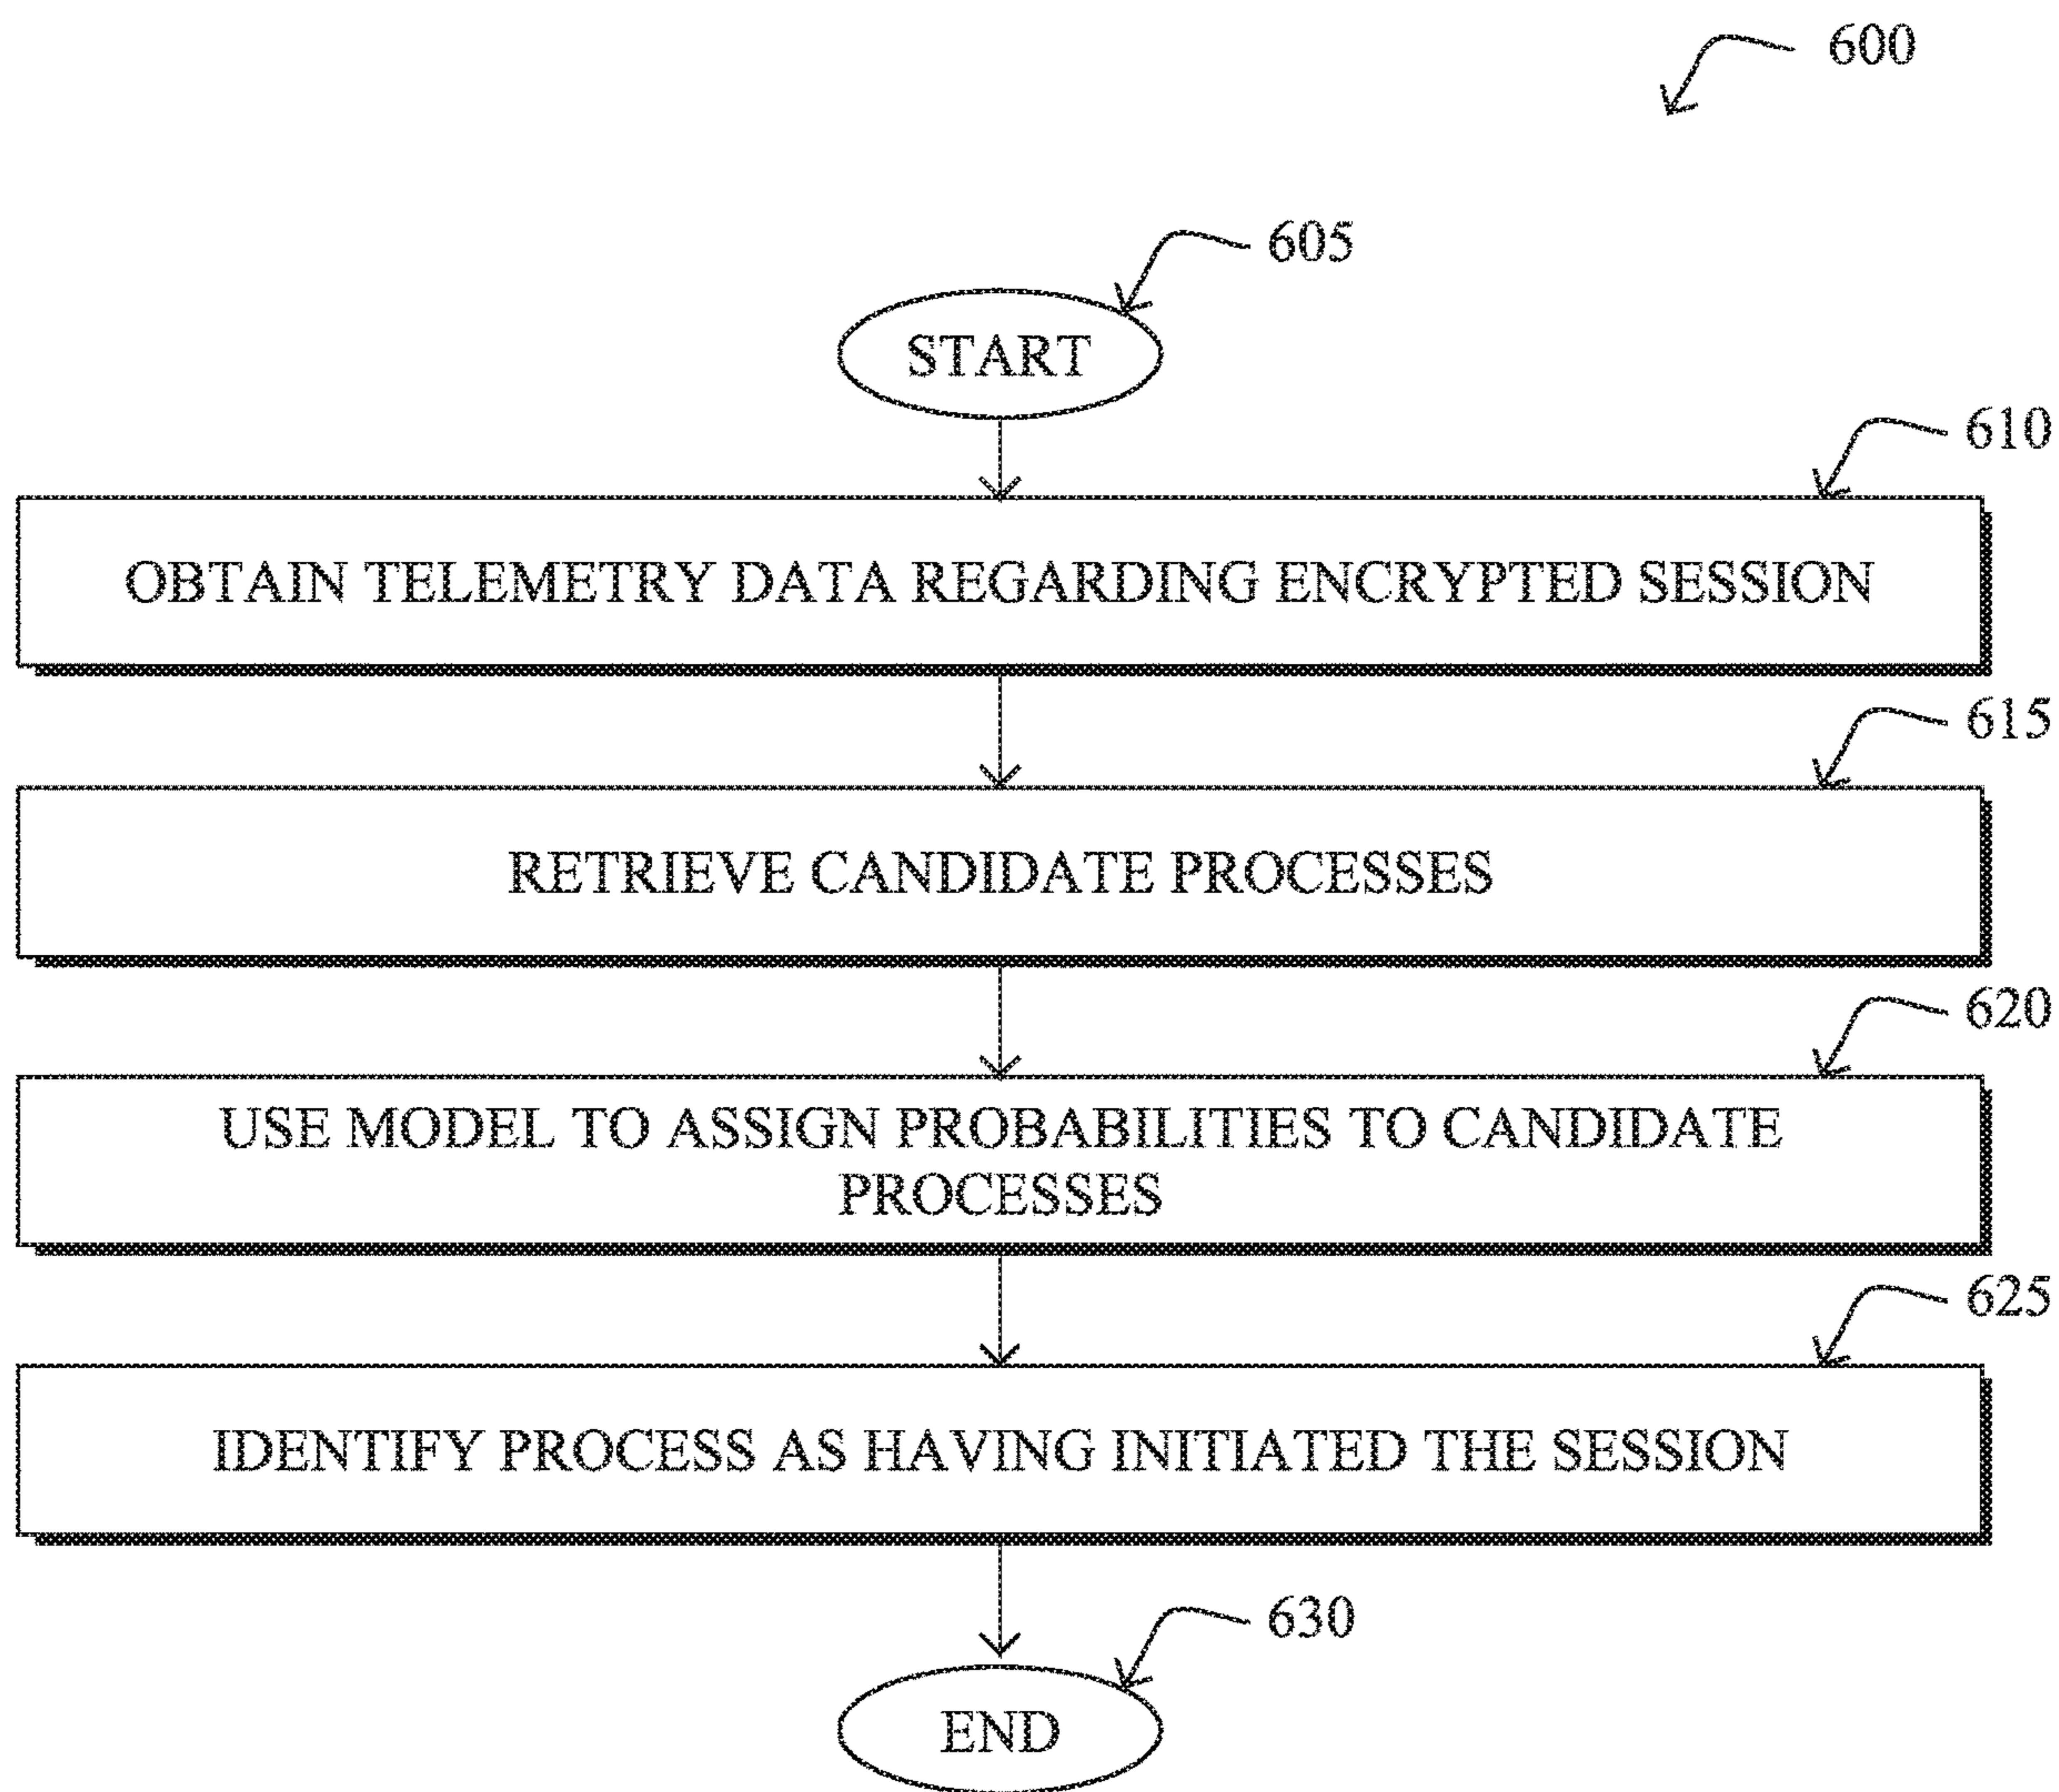 600
605
START
610
OBTAIN TELEMETRY DATA REGARDING ENCRYPTED SESSION
615
RETRIEVE CANDIDATE PROCESSES
620
USE MODEL TO ASSIGN PROBABILITIES TO CANDIDATE
PROCESSES
625
IDENTIFY PROCESS AS HAVING INITIATED THE SESSION
630
END